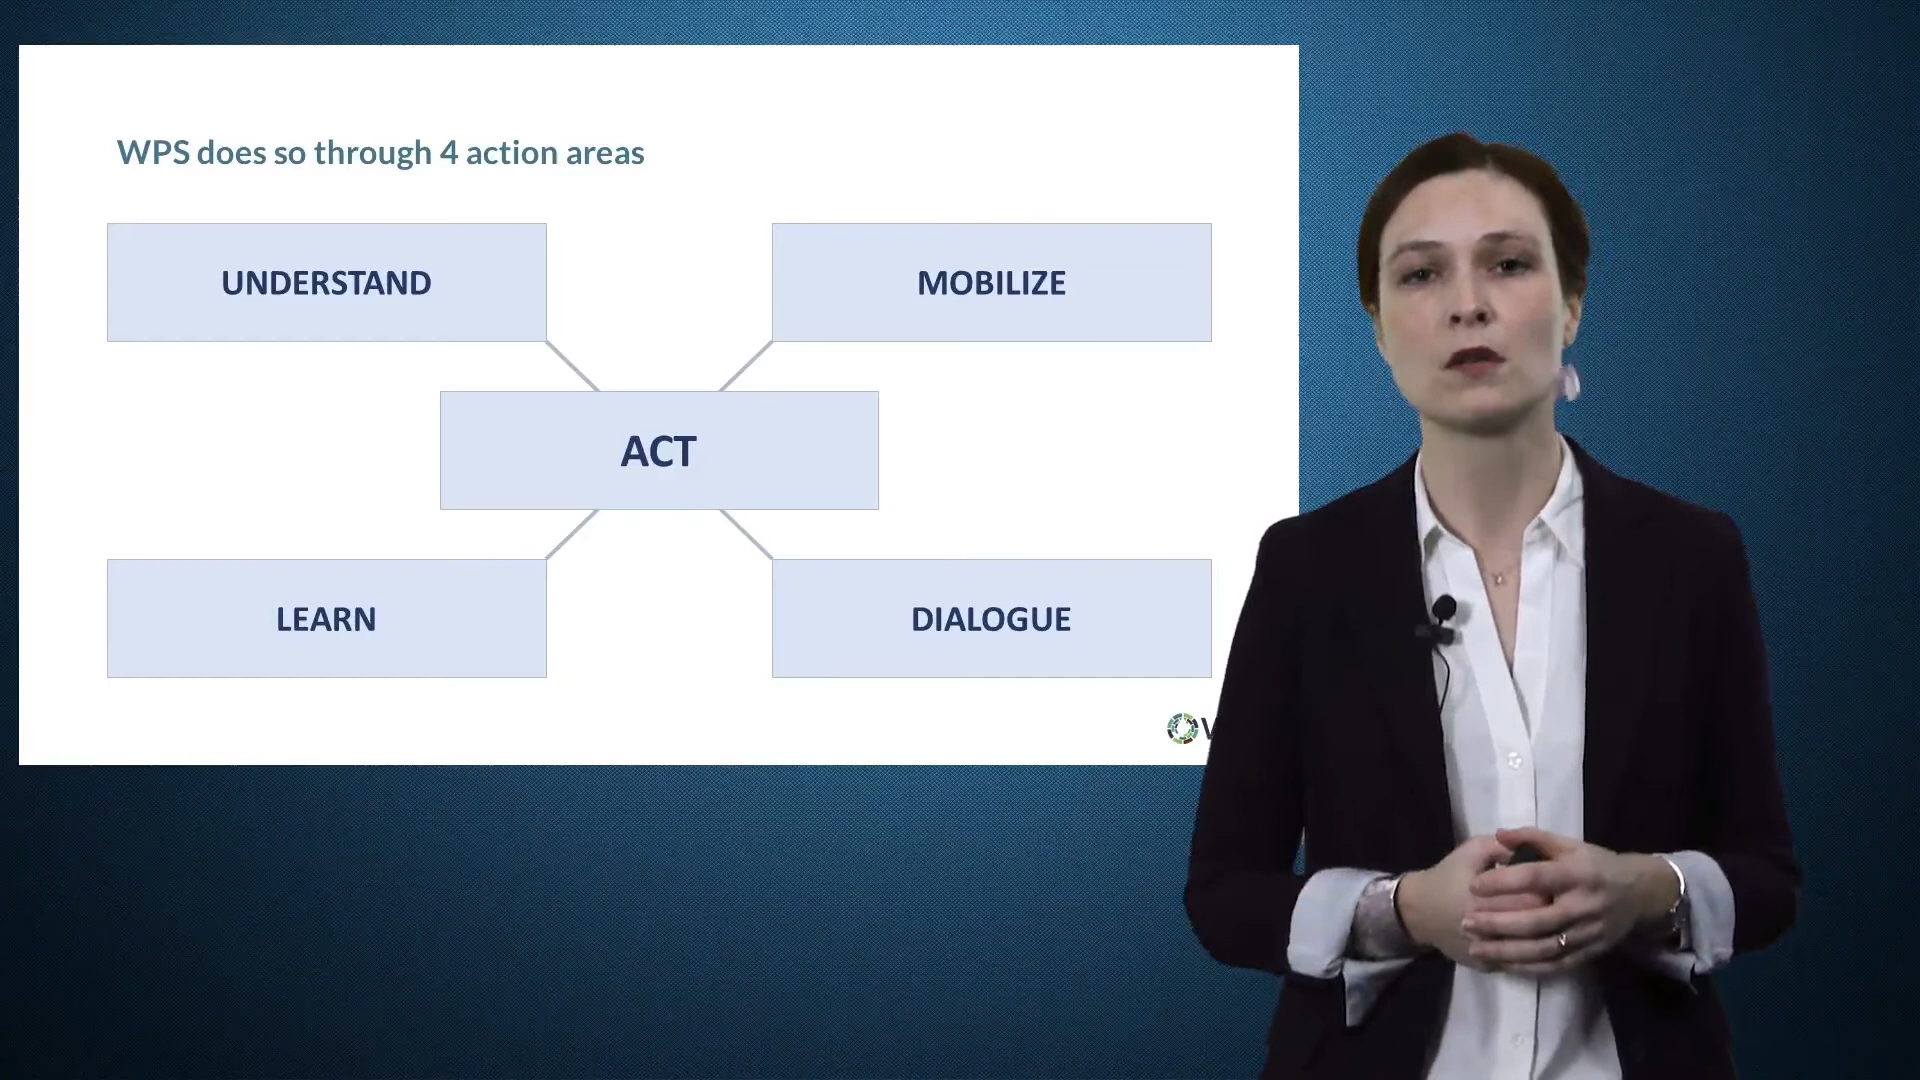 WPS does so through 4 action areas
UNDERSTAND
MOBILIZE
ACT
LEARN
DIALOGUE